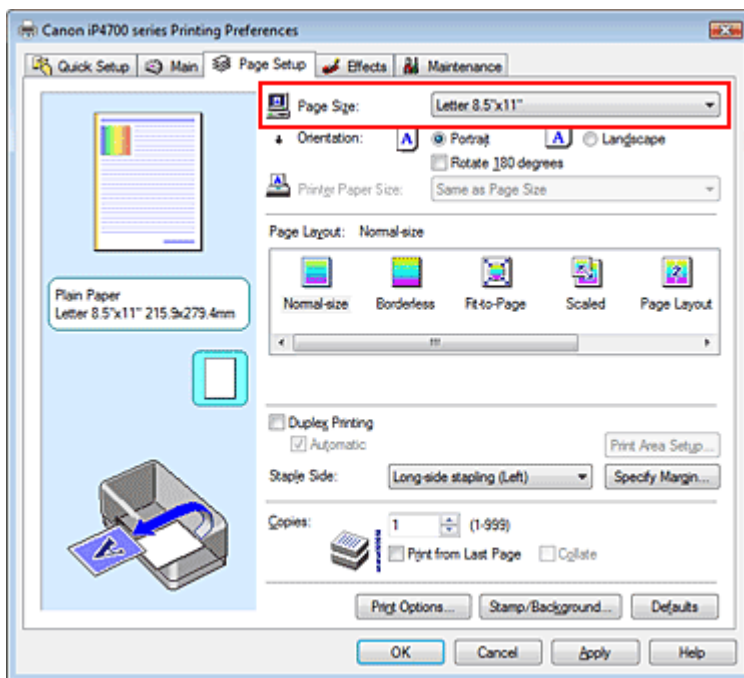 Canon iP4700 series Printing Preferences
Quick Setup Main Page Setup Effects Maintenance
Page Size: Letter 8.5"x11"
Orientation: A Portrait A Landscape
Rotate 180 degrees
Printer Paper Size: Same as Page Size
Page Layout: Normal-size
Normal-size Borderless Fit-to-Page Scaled Page Layout
Plain Paper
Letter 8.5"x11" 215.9x279.4mm
Duplex Printing
Automatic Print Area Setup...
Staple Side: Long-side stapling (Left) Specify Margin...
Copies: 1 (1-999)
Print from Last Page Collate
Print Options... Stamp/Background... Defaults
OK Cancel Apply Help